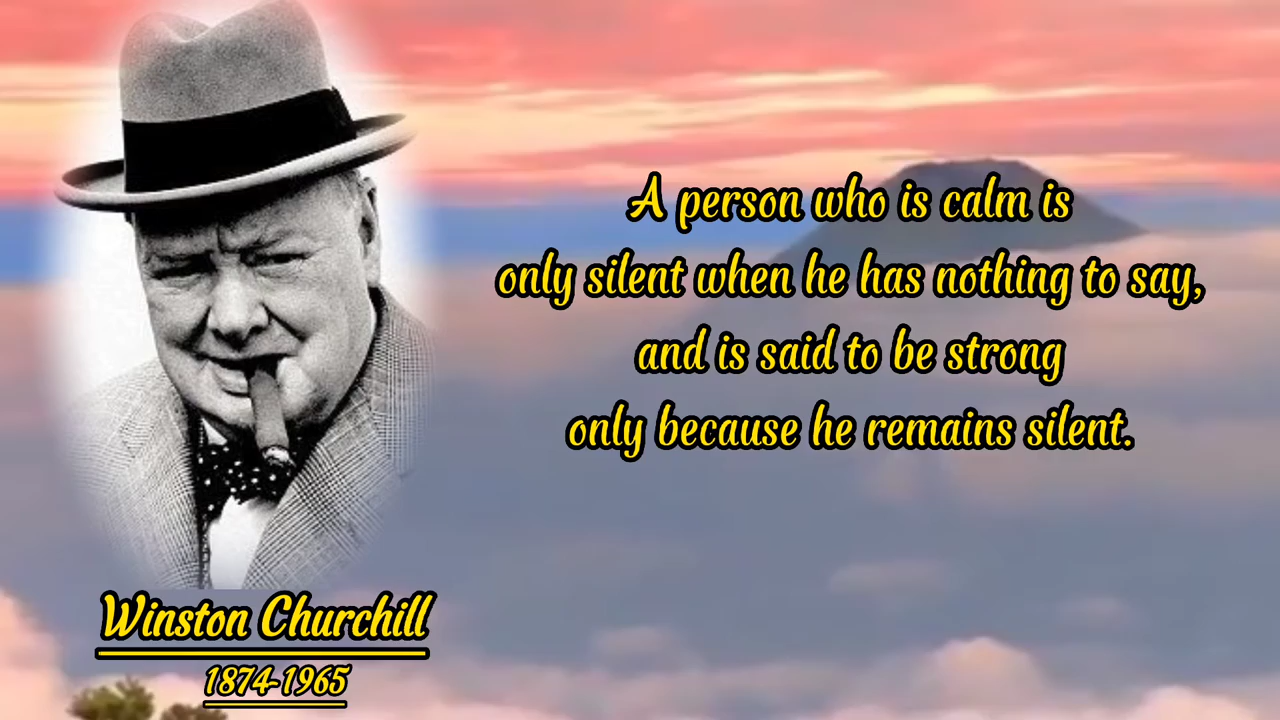 A person who is calm is
only silent when he has nothing to say,
and is said to be strong
only because he remains silent.
Winston Churchill
1874-1965